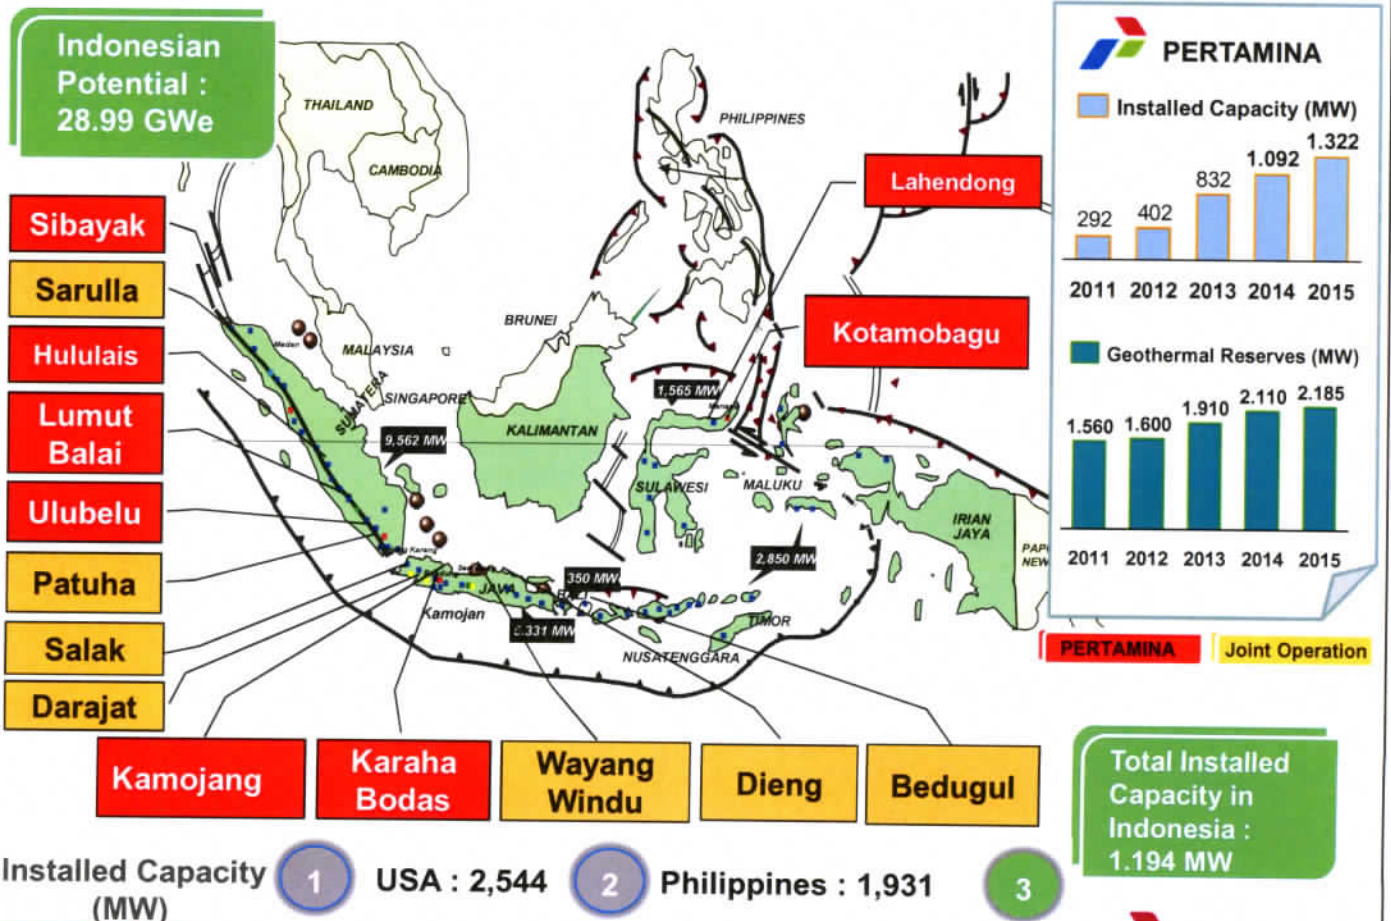 Indonesian
Potential :
28.99 GWe
PERTAMINA
Installed Capacity (MW)
292
402
832
1.092
1.322
2011
2012
2013
2014
2015
Geothermal Reserves (MW)
1.560
1.600
1.910
2.110
2.185
2011
2012
2013
2014
2015
THAILAND
CAMBODIA
PHILIPPINES
BRUNEI
MALAYSIA
SINGAPORE
SUMATERA
KALIMANTAN
SULAWESI
MALUKU
IRIAN
JAYA
NEW
Medan
JAVA
Kamojan
TIMOR
NUSATENGGARA
9,562 MW
1,565 MW
2,850 MW
350 MW
.331 MW
Lahendong
Kotamobagu
Sibayak
Sarulla
Hululais
Lumut
Balai
Ulubelu
Patuha
Salak
Darajat
Kamojang
Karaha
Bodas
Wayang
Windu
Dieng
Bedugul
PERTAMINA
Joint Operation
Total Installed
Capacity in
Indonesia :
1.194 MW
Installed Capacity
(MW)
1
USA : 2,544
2
Philippines : 1,931
3